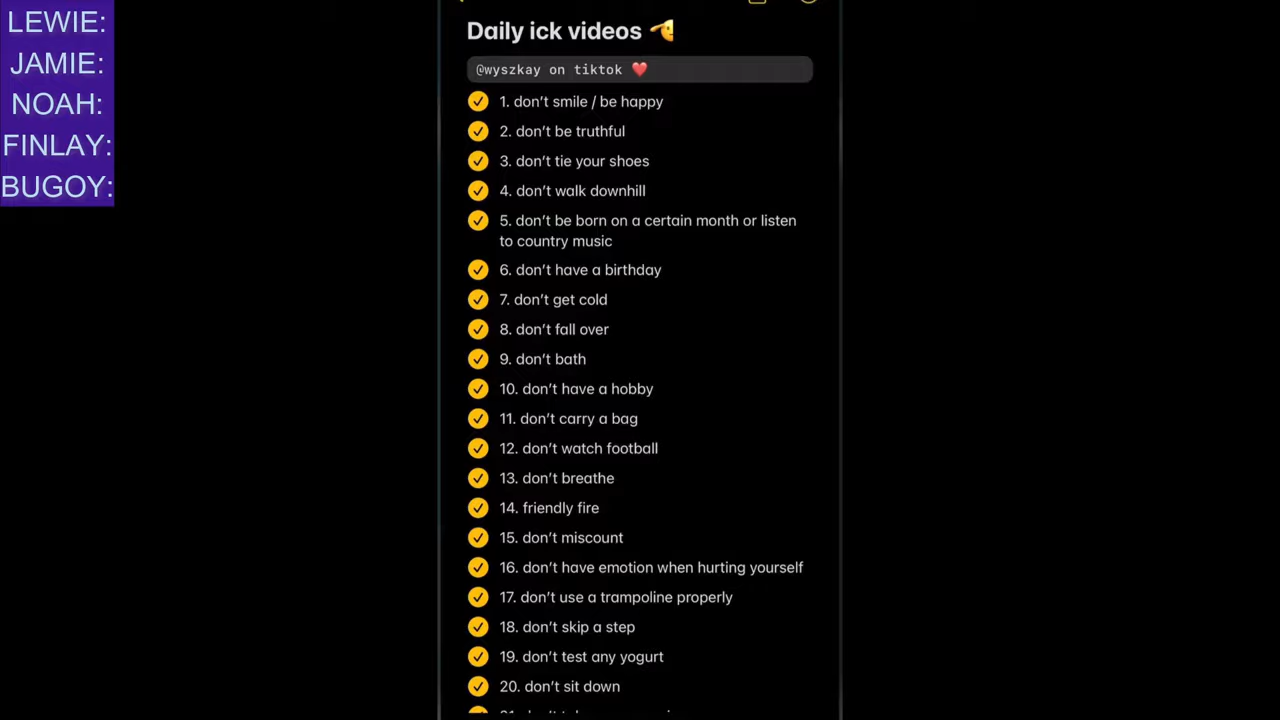 LEWIE:
JAMIE:
NOAH:
FINLAY:
BUGOY:
Daily ick videos
@wyszkay on tiktok
1. don't smile / be happy
2. don't be truthful
3. don't tie your shoes
4. don't walk downhill
5. don't be born on a certain month or listen
to country music
6. don't have a birthday
7. don't get cold
8. don't fall over
9. don't bath
10. don't have a hobby
11. don't carry a bag
12. don't watch football
13. don't breathe
14. friendly fire
15. don't miscount
16. don't have emotion when hurting yourself
17. don't use a trampoline properly
18. don't skip a step
19. don't test any yogurt
20. don't sit down